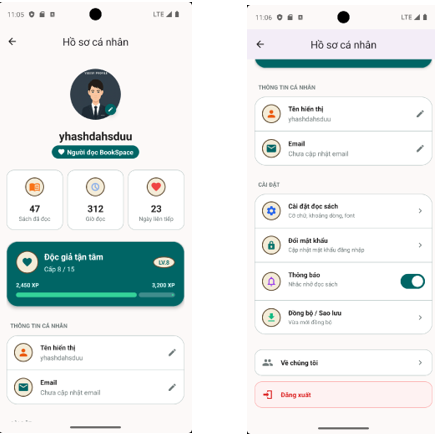 11:05
LTE
Hồ sơ cá nhân
yhashdahsduu
Người đọc BookSpace
47
Sách đã đọc
312
Giờ đọc
23
Ngày liên tiếp
Độc giả tận tâm
Cấp 8 / 15
LV.8
2,450 XP
3,200 XP
THÔNG TIN CÁ NHÂN
Tên hiển thị
yhashdahsduu
Email
Chưa cập nhật email
11:06
LTE
Hồ sơ cá nhân
THÔNG TIN CÁ NHÂN
Tên hiển thị
yhashdahsduu
Email
Chưa cập nhật email
CÀI ĐẶT
Cài đặt đọc sách
Cỡ chữ, khoảng dòng, font
Đổi mật khẩu
Cập nhật mật khẩu đăng nhập
Thông báo
Nhắc nhở đọc sách
Đồng bộ / Sao lưu
Vừa mới đồng bộ
Về chúng tôi
Đăng xuất